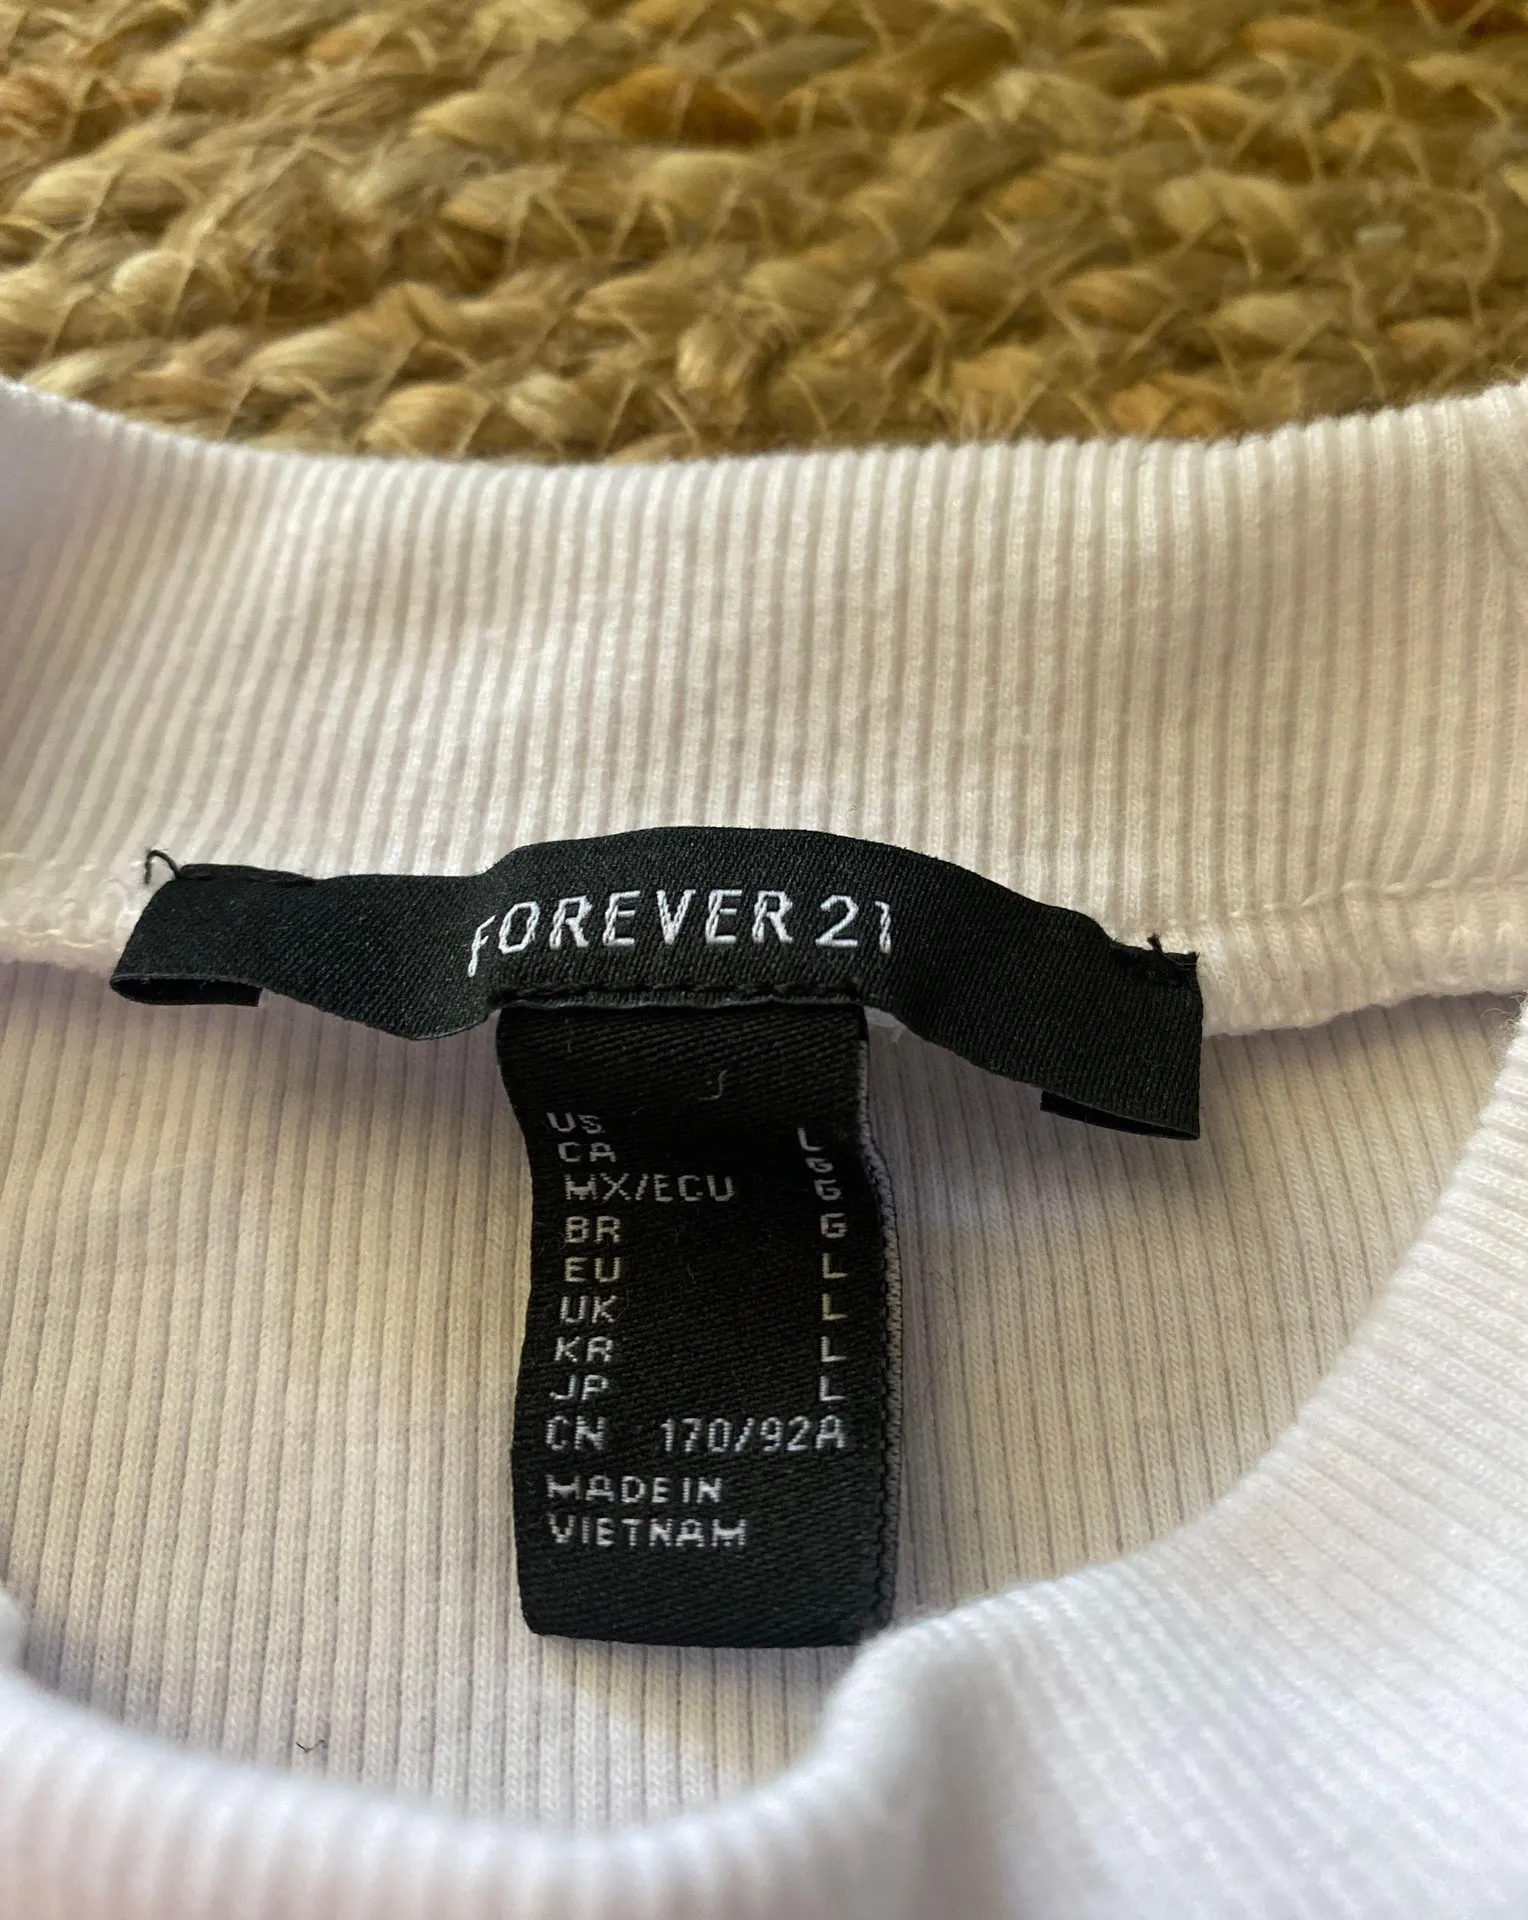 FOREVER 21
US L
CA G
MX/ECU G
BR G
EU L
UK L
KR L
JP L
CN 170/92A
MADE IN
VIETNAM